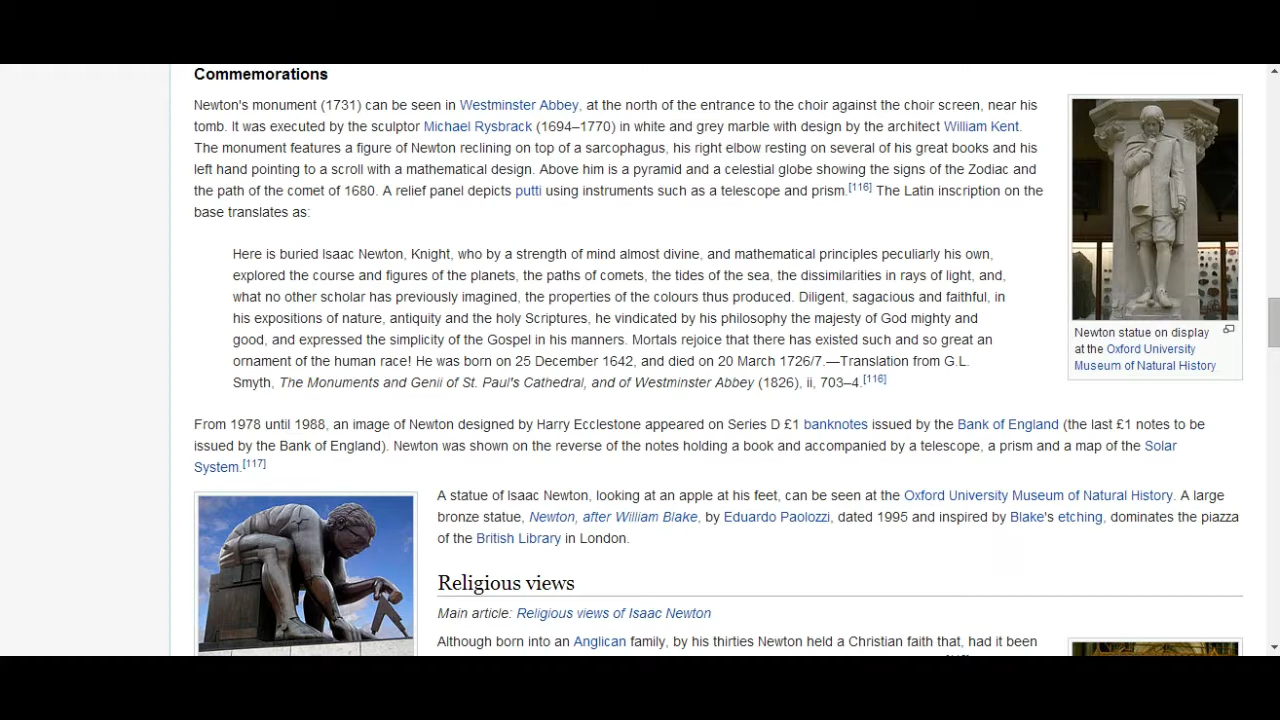 Commemorations
Newton's monument (1731) can be seen in Westminster Abbey, at the north of the entrance to the choir against the choir screen, near his
tomb. It was executed by the sculptor Michael Rysbrack (1694–1770) in white and grey marble with design by the architect William Kent.
The monument features a figure of Newton reclining on top of a sarcophagus, his right elbow resting on several of his great books and his
left hand pointing to a scroll with a mathematical design. Above him is a pyramid and a celestial globe showing the signs of the Zodiac and
the path of the comet of 1680. A relief panel depicts putti using instruments such as a telescope and prism.[116] The Latin inscription on the
base translates as:
Here is buried Isaac Newton, Knight, who by a strength of mind almost divine, and mathematical principles peculiarly his own,
explored the course and figures of the planets, the paths of comets, the tides of the sea, the dissimilarities in rays of light, and,
what no other scholar has previously imagined, the properties of the colours thus produced. Diligent, sagacious and faithful, in
his expositions of nature, antiquity and the holy Scriptures, he vindicated by his philosophy the majesty of God mighty and
good, and expressed the simplicity of the Gospel in his manners. Mortals rejoice that there has existed such and so great an
ornament of the human race! He was born on 25 December 1642, and died on 20 March 1726/7.—Translation from G.L.
Smyth, The Monuments and Genii of St. Paul's Cathedral, and of Westminster Abbey (1826), ii, 703–4.[116]
Newton statue on display
at the Oxford University
Museum of Natural History
From 1978 until 1988, an image of Newton designed by Harry Ecclestone appeared on Series D £1 banknotes issued by the Bank of England (the last £1 notes to be
issued by the Bank of England). Newton was shown on the reverse of the notes holding a book and accompanied by a telescope, a prism and a map of the Solar
System.[117]
A statue of Isaac Newton, looking at an apple at his feet, can be seen at the Oxford University Museum of Natural History. A large
bronze statue, Newton, after William Blake, by Eduardo Paolozzi, dated 1995 and inspired by Blake's etching, dominates the piazza
of the British Library in London.
Religious views
Main article: Religious views of Isaac Newton
Although born into an Anglican family, by his thirties Newton held a Christian faith that, had it been